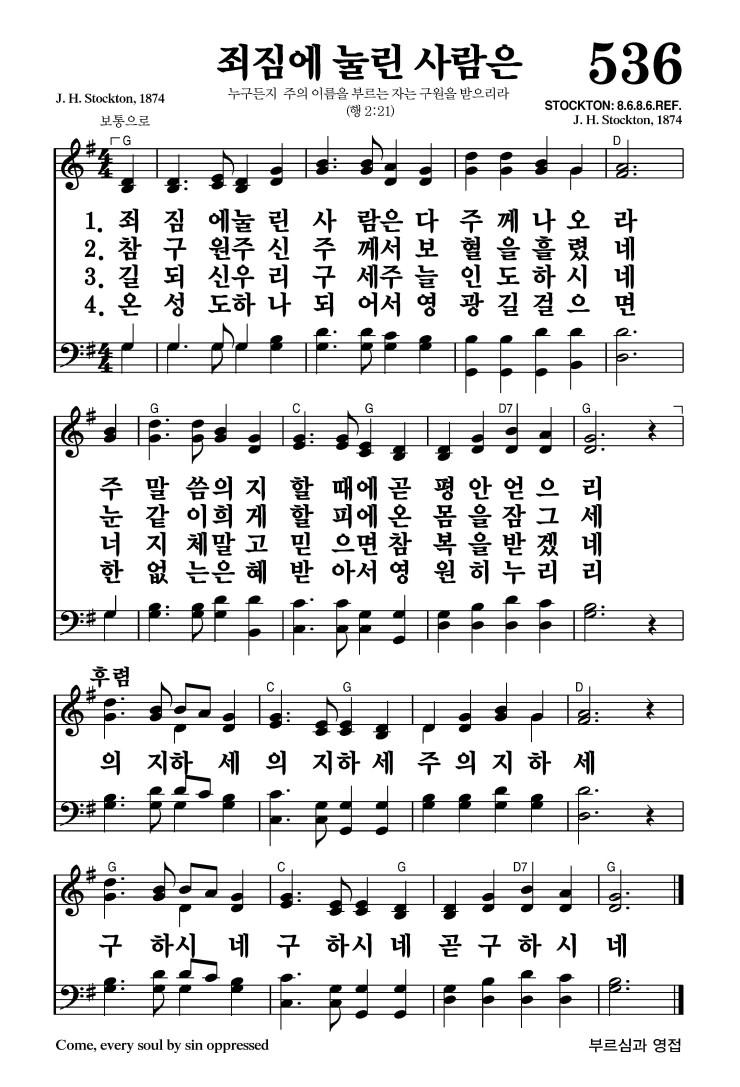 죄짐에 눌린 사람은 536
J. H. Stockton, 1874
누구든지 주의 이름을 부르는 자는 구원을 받으리라
(행 2:21)
STOCKTON: 8.6.8.6.REF.
J. H. Stockton, 1874
보통으로
G D
1. 죄 짐 에눌 린 사 람은 다 주 께 나 오 라
2. 참 구 원주 신 주 께서 보 혈 을 흘 렸 네
3. 길 되 신우 리 구 세주 늘 인 도 하 시 네
4. 온 성 도하 나 되 어서 영 광 길 걸 으 면
G C G D7 G
주 말 씀의 지 할 때에 곧 평 안 얻 으 리
눈 같 이희 게 할 피에 온 몸 을 잠 그 세
너 지 체말 고 믿 으면 참 복 을 받 겠 네
한 없 는은 혜 받 아서 영 원 히 누 리 리
후렴
C G D
의 지하 세 의 지하 세 주 의 지 하 세
G C G D7 G
구 하시 네 구 하시 네 곧 구 하 시 네
Come, every soul by sin oppressed 부르심과 영접